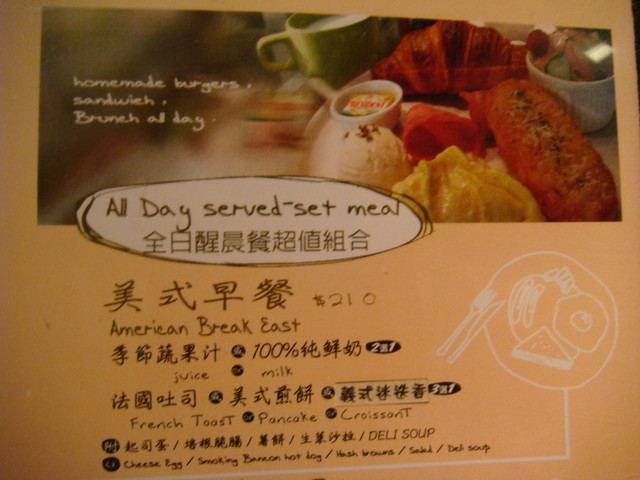 homemade burgers,
sandwich,
Brunch all day.
All Day served-set meal
全日醒晨餐超值組合
美式早餐 $210
American Break East
季節蔬果汁 或 100%純鮮奶 2選1
juice or milk
法國吐司 或 美式煎餅 或 義式迷迭香 3選1
French Toast or Pancake or Croissant
附 起司蛋 / 培根脆腸 / 薯餅 / 生菜沙拉 / DELI SOUP
Cheese Egg / Smoking Baneon hot dog / Hash browns / Salad / Deli soup